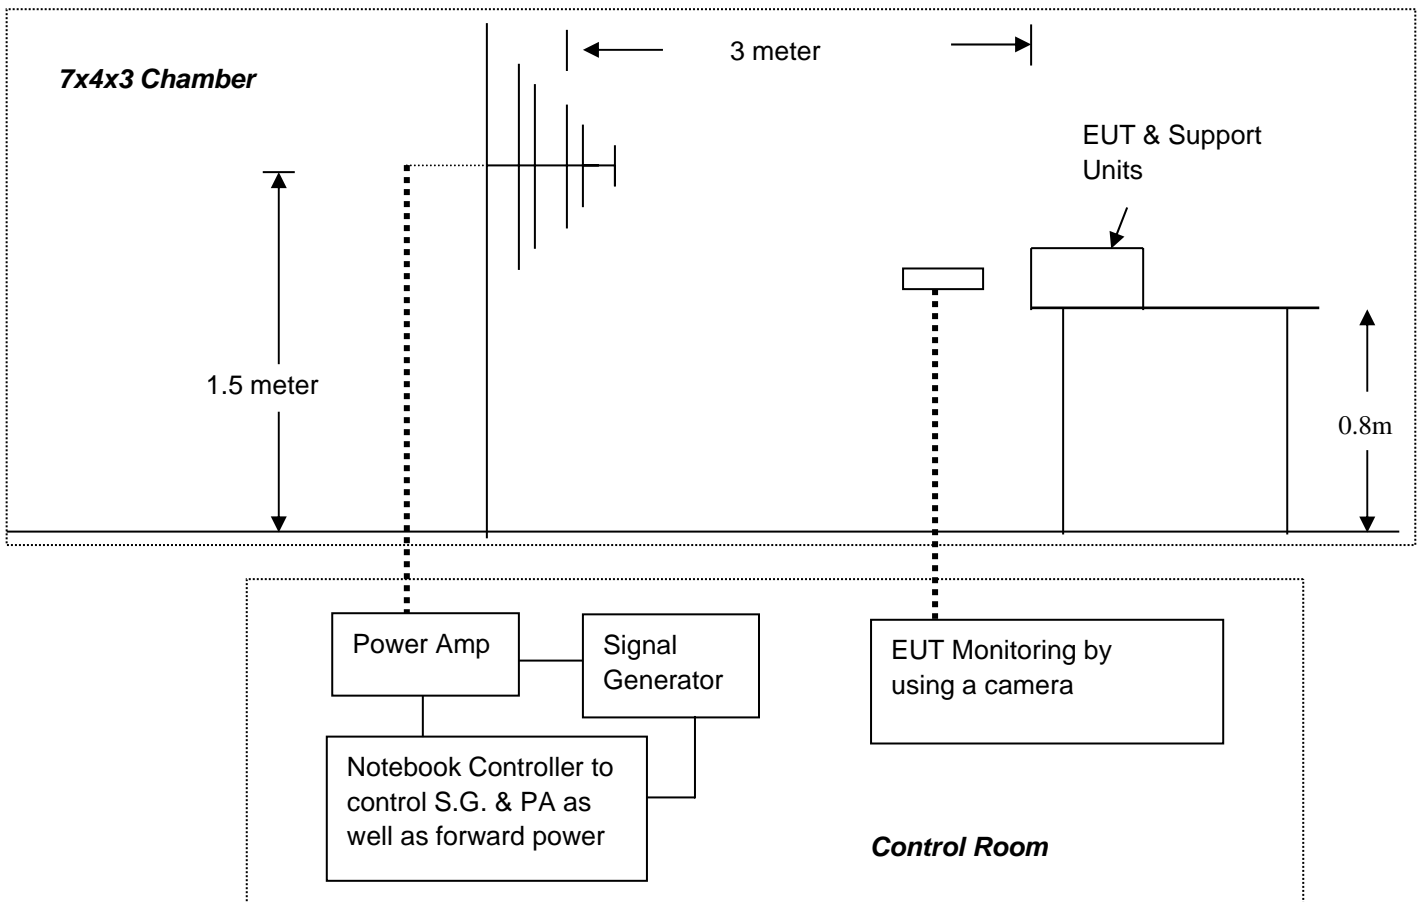 3 meter
7x4x3 Chamber
EUT & Support
Units
1.5 meter
0.8m
Power Amp
Signal
Generator
EUT Monitoring by
using a camera
Notebook Controller to
control S.G. & PA as
well as forward power
Control Room